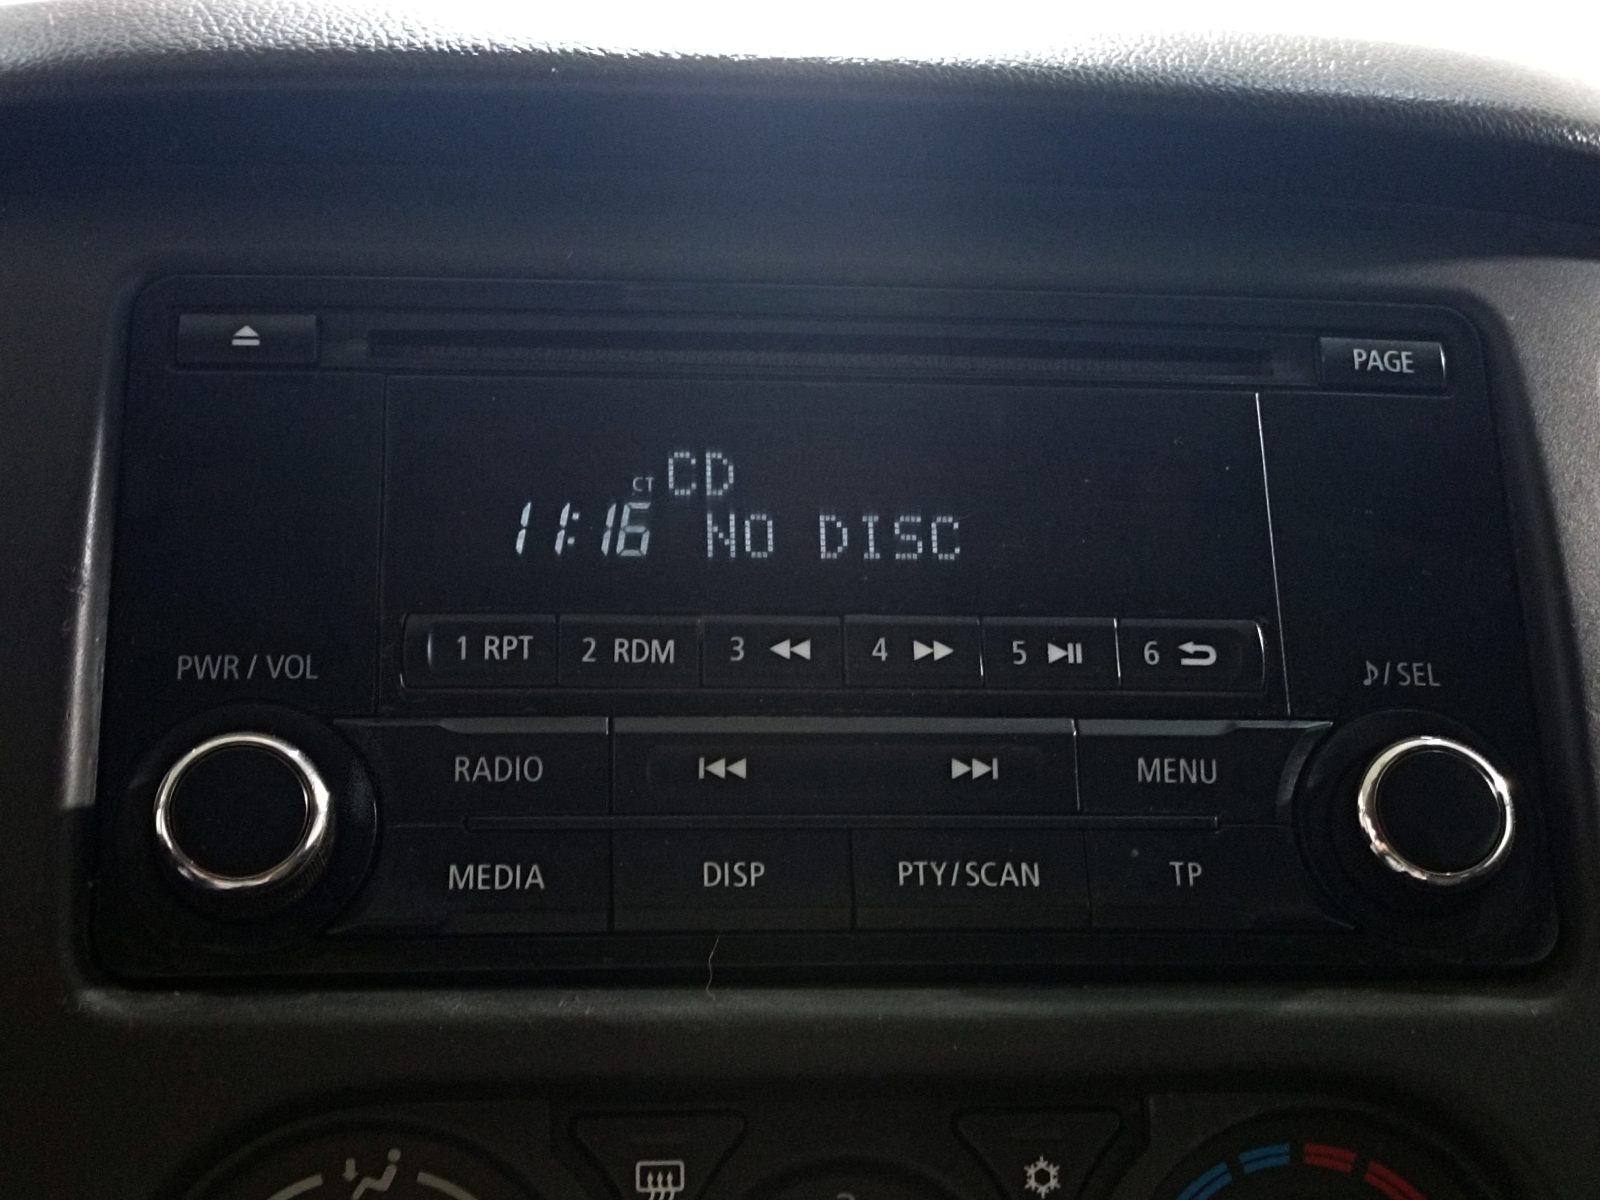 PAGE
CT CD
11:16 NO DISC
1 RPT 2 RDM 3 4 5 6
PWR / VOL
/ SEL
RADIO MENU
MEDIA DISP PTY/SCAN TP